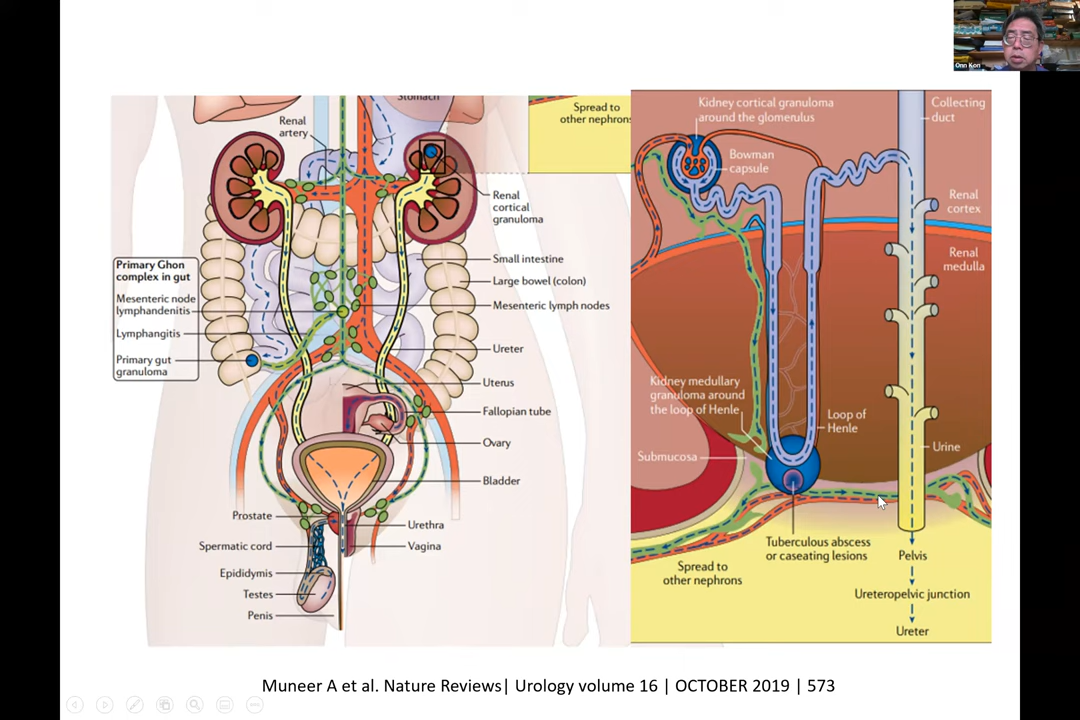 Onn Kon
Stomach
Renal
artery
Spread to
other nephrons
Renal
cortical
granuloma
Small intestine
Large bowel (colon)
Mesenteric lymph nodes
Ureter
Uterus
Fallopian tube
Ovary
Bladder
Urethra
Vagina
Primary Ghon
complex in gut
Mesenteric node
lymphandenitis
Lymphangitis
Primary gut
granuloma
Prostate
Spermatic cord
Epididymis
Testes
Penis
Kidney cortical granuloma
around the glomerulus
Bowman
capsule
Collecting
duct
Renal
cortex
Renal
medulla
Kidney medullary
granuloma around
the loop of Henle
Loop of
Henle
Submucosa
Urine
Tuberculous abscess
or caseating lesions
Spread to
other nephrons
Pelvis
Ureteropelvic junction
Ureter
Muneer A et al. Nature Reviews| Urology volume 16 | OCTOBER 2019 | 573